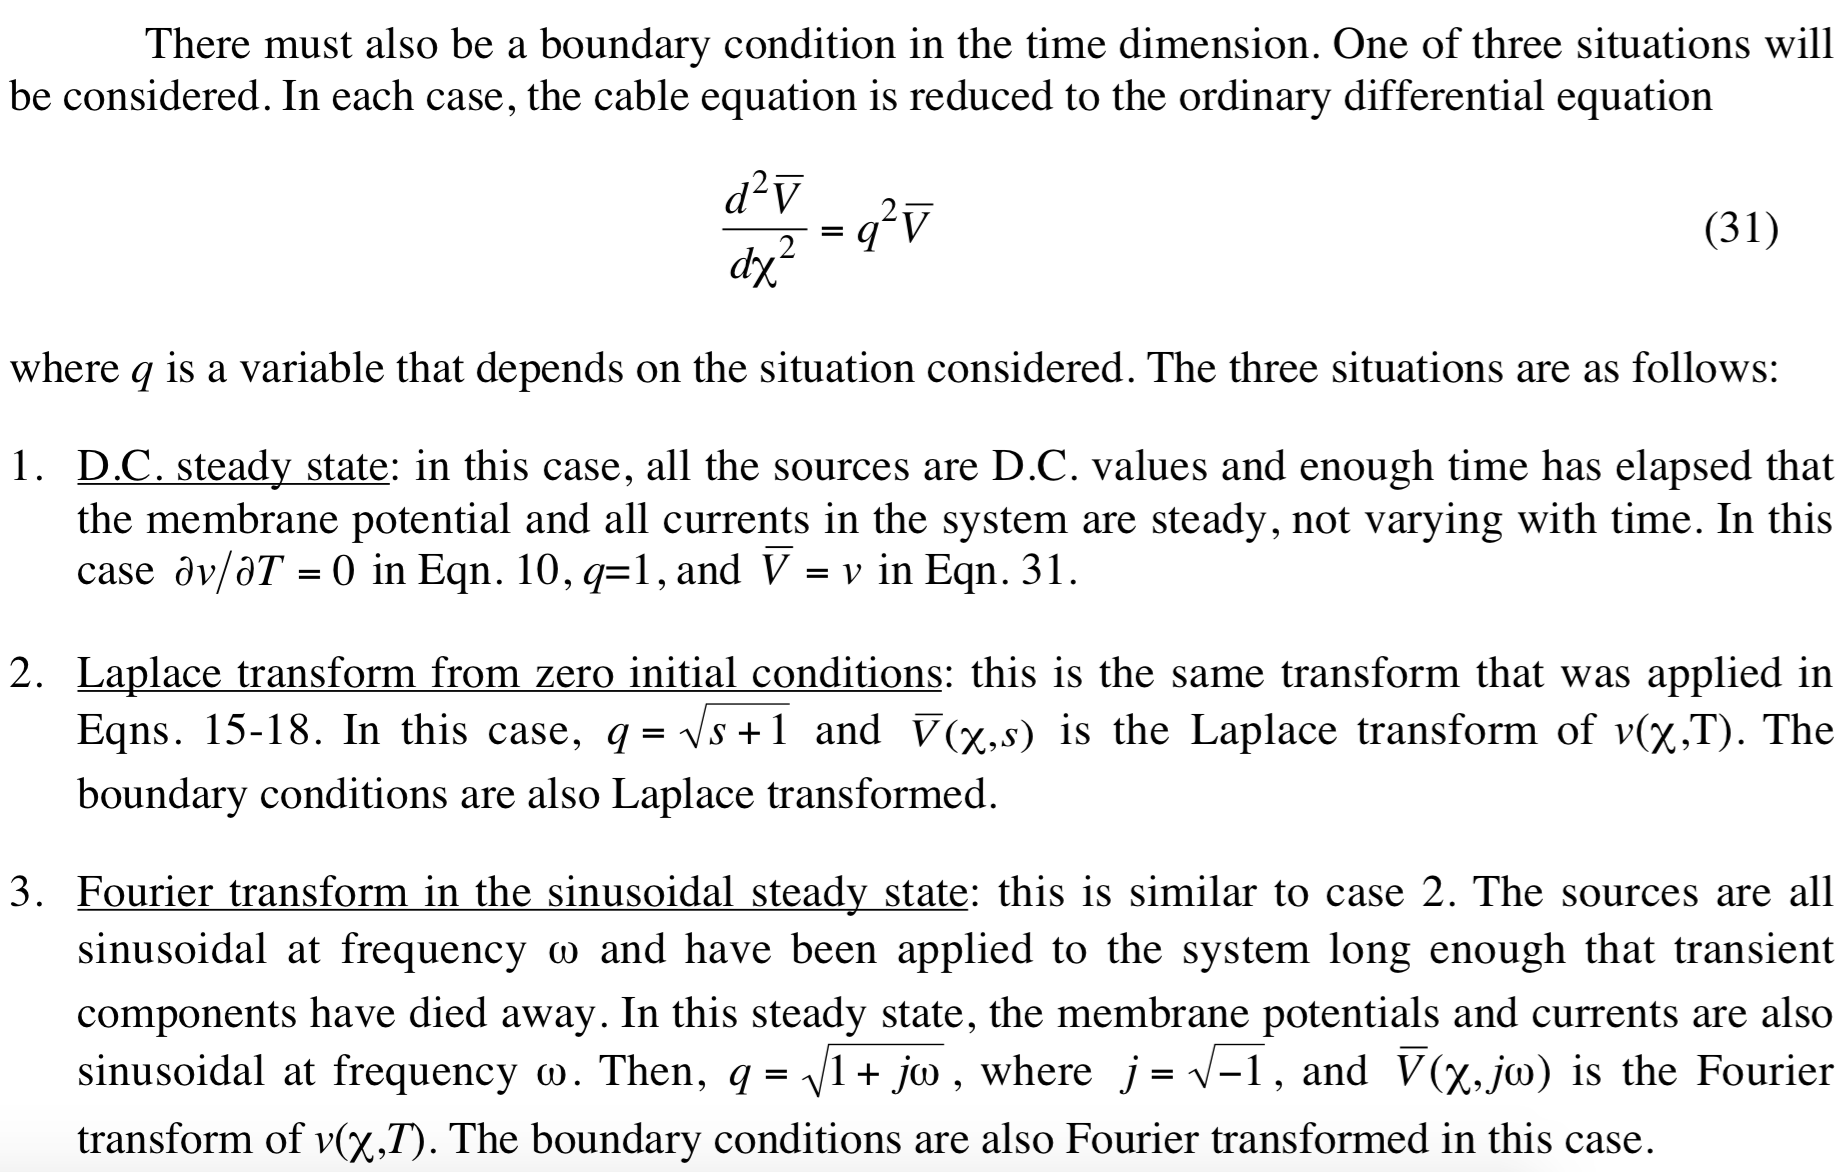 There must also be a boundary condition in the time dimension. One of three situations will
be considered. In each case, the cable equation is reduced to the ordinary differential equation
d²V̅/dχ² = q²V̅ (31)
where q is a variable that depends on the situation considered. The three situations are as follows:
1. D.C. steady state: in this case, all the sources are D.C. values and enough time has elapsed that
the membrane potential and all currents in the system are steady, not varying with time. In this
case ∂v/∂T = 0 in Eqn. 10, q=1, and V̅ = v in Eqn. 31.
2. Laplace transform from zero initial conditions: this is the same transform that was applied in
Eqns. 15-18. In this case, q = √(s + 1) and V̅(χ,s) is the Laplace transform of v(χ,T). The
boundary conditions are also Laplace transformed.
3. Fourier transform in the sinusoidal steady state: this is similar to case 2. The sources are all
sinusoidal at frequency ω and have been applied to the system long enough that transient
components have died away. In this steady state, the membrane potentials and currents are also
sinusoidal at frequency ω. Then, q = √(1 + jω) , where j = √−1 , and V̅(χ,jω) is the Fourier
transform of v(χ,T). The boundary conditions are also Fourier transformed in this case.